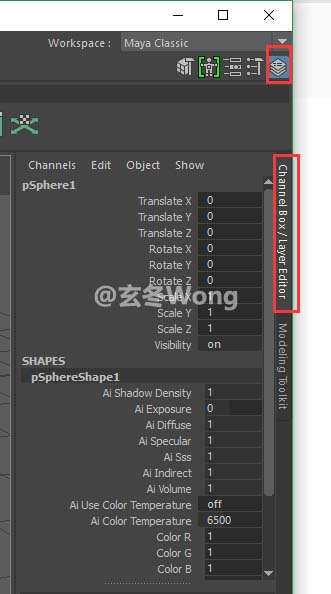 Workspace : Maya Classic
Channels Edit Object Show
pSphere1
Translate X 0
Translate Y 0
Translate Z 0
Rotate X 0
Rotate Y 0
Rotate Z 0
@玄冬Wong
Scale X 1
Scale Y 1
Scale Z 1
Visibility on
SHAPES
pSphereShape1
Ai Shadow Density 1
Ai Exposure 0
Ai Diffuse 1
Ai Specular 1
Ai Sss 1
Ai Indirect 1
Ai Volume 1
Ai Use Color Temperature off
Ai Color Temperature 6500
Color R 1
Color G 1
Color B 1
Channel Box / Layer Editor
Modeling Toolkit